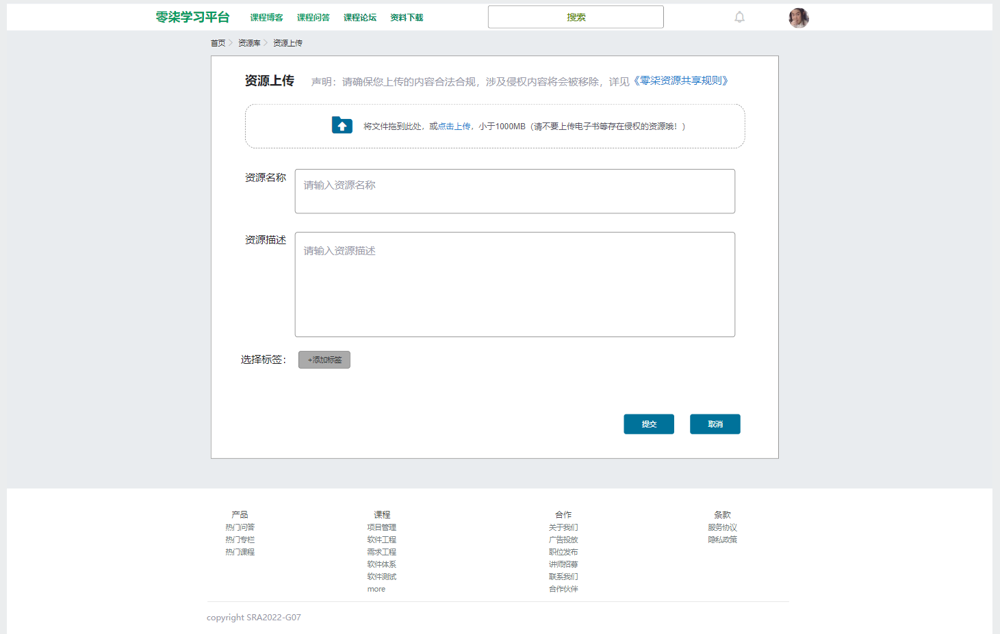 零柒学习平台 课程博客 课程问答 课程论坛 资料下载 搜索
首页 资源库 资源上传
资源上传 声明：请确保您上传的内容合法合规，涉及侵权内容将会被移除，详见《零柒资源共享规则》
将文件拖到此处，或点击上传，小于1000MB（请不要上传电子书等存在侵权的资源哦！）
资源名称 请输入资源名称
资源描述 请输入资源描述
选择标签： +添加标签
提交 取消
产品 课程 合作 条款
热门问答 项目管理 关于我们 服务协议
热门专栏 软件工程 广告投放 隐私政策
热门课程 需求工程 职位发布
软件体系 讲师招募
软件测试 联系我们
more 合作伙伴
copyright SRA2022-G07